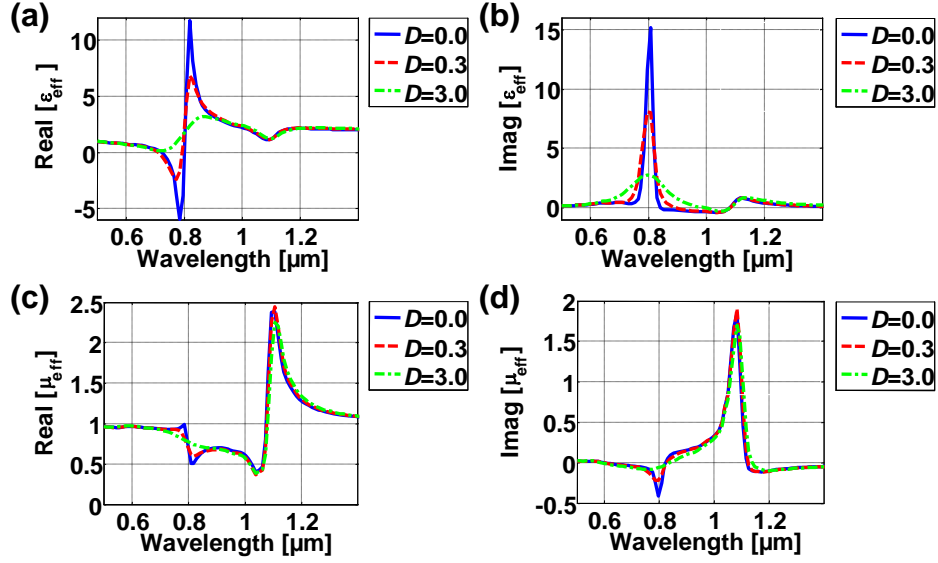 (a)
Real [ε_eff]
10
5
0
-5
0.6 0.8 1 1.2
Wavelength [µm]
D=0.0
D=0.3
D=3.0
(b)
Imag [ε_eff]
15
10
5
0
0.6 0.8 1 1.2
Wavelength [µm]
D=0.0
D=0.3
D=3.0
(c)
Real [µ_eff]
2.5
2
1.5
1
0.5
0
0.6 0.8 1 1.2
Wavelength [µm]
D=0.0
D=0.3
D=3.0
(d)
Imag [µ_eff]
2
1.5
1
0.5
0
-0.5
0.6 0.8 1 1.2
Wavelength [µm]
D=0.0
D=0.3
D=3.0